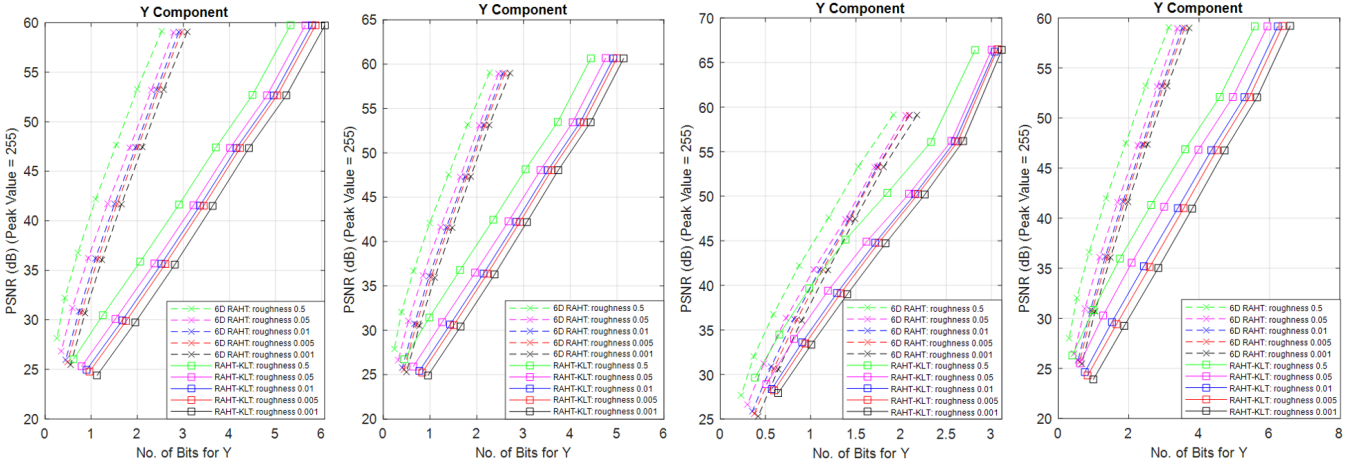 Y Component
PSNR (dB) (Peak Value = 255)
60
55
50
45
40
35
30
25
20
0 1 2 3 4 5 6
No. of Bits for Y
6D RAHT: roughness 0.5
6D RAHT: roughness 0.05
6D RAHT: roughness 0.01
6D RAHT: roughness 0.005
6D RAHT: roughness 0.001
RAHT-KLT: roughness 0.5
RAHT-KLT: roughness 0.05
RAHT-KLT: roughness 0.01
RAHT-KLT: roughness 0.005
RAHT-KLT: roughness 0.001
Y Component
PSNR (dB) (Peak Value = 255)
65
60
55
50
45
40
35
30
25
20
0 1 2 3 4 5 6
No. of Bits for Y
6D RAHT: roughness 0.5
6D RAHT: roughness 0.05
6D RAHT: roughness 0.01
6D RAHT: roughness 0.005
6D RAHT: roughness 0.001
RAHT-KLT: roughness 0.5
RAHT-KLT: roughness 0.05
RAHT-KLT: roughness 0.01
RAHT-KLT: roughness 0.005
RAHT-KLT: roughness 0.001
Y Component
PSNR (dB) (Peak Value = 255)
70
65
60
55
50
45
40
35
30
25
0 0.5 1 1.5 2 2.5 3
No. of Bits for Y
6D RAHT: roughness 0.5
6D RAHT: roughness 0.05
6D RAHT: roughness 0.01
6D RAHT: roughness 0.005
6D RAHT: roughness 0.001
RAHT-KLT: roughness 0.5
RAHT-KLT: roughness 0.05
RAHT-KLT: roughness 0.01
RAHT-KLT: roughness 0.005
RAHT-KLT: roughness 0.001
Y Component
PSNR (dB) (Peak Value = 255)
60
55
50
45
40
35
30
25
20
0 2 4 6 8
No. of Bits for Y
6D RAHT: roughness 0.5
6D RAHT: roughness 0.05
6D RAHT: roughness 0.01
6D RAHT: roughness 0.005
6D RAHT: roughness 0.001
RAHT-KLT: roughness 0.5
RAHT-KLT: roughness 0.05
RAHT-KLT: roughness 0.01
RAHT-KLT: roughness 0.005
RAHT-KLT: roughness 0.001